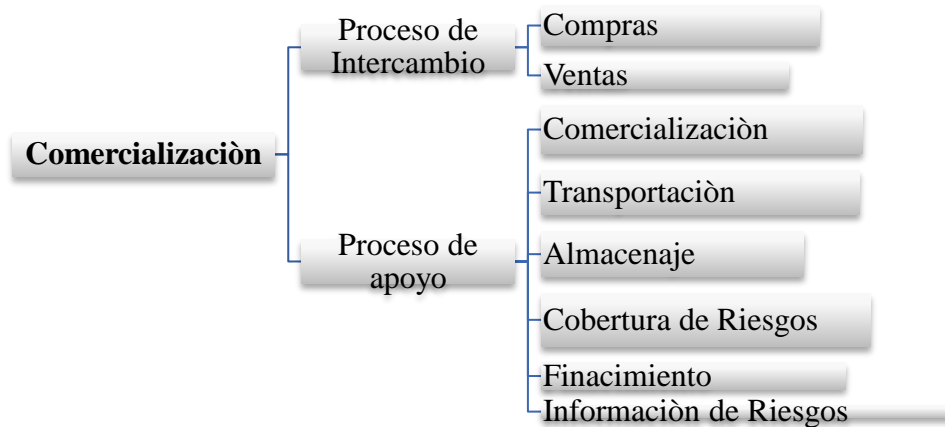 Comercializaciòn
Proceso de
Intercambio
Compras
Ventas
Proceso de
apoyo
Comercializaciòn
Transportaciòn
Almacenaje
Cobertura de Riesgos
Finacimiento
Informaciòn de Riesgos